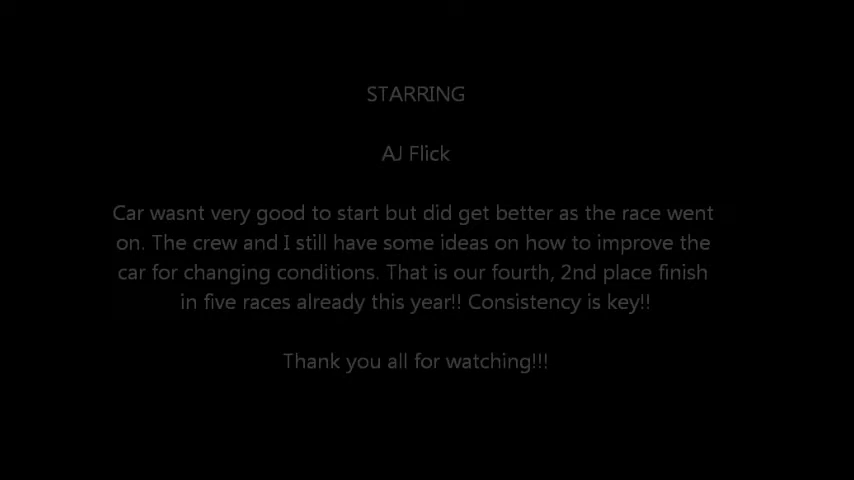 STARRING
AJ Flick
Car wasnt very good to start but did get better as the race went
on. The crew and I still have some ideas on how to improve the
car for changing conditions. That is our fourth, 2nd place finish
in five races already this year!! Consistency is key!!
Thank you all for watching!!!